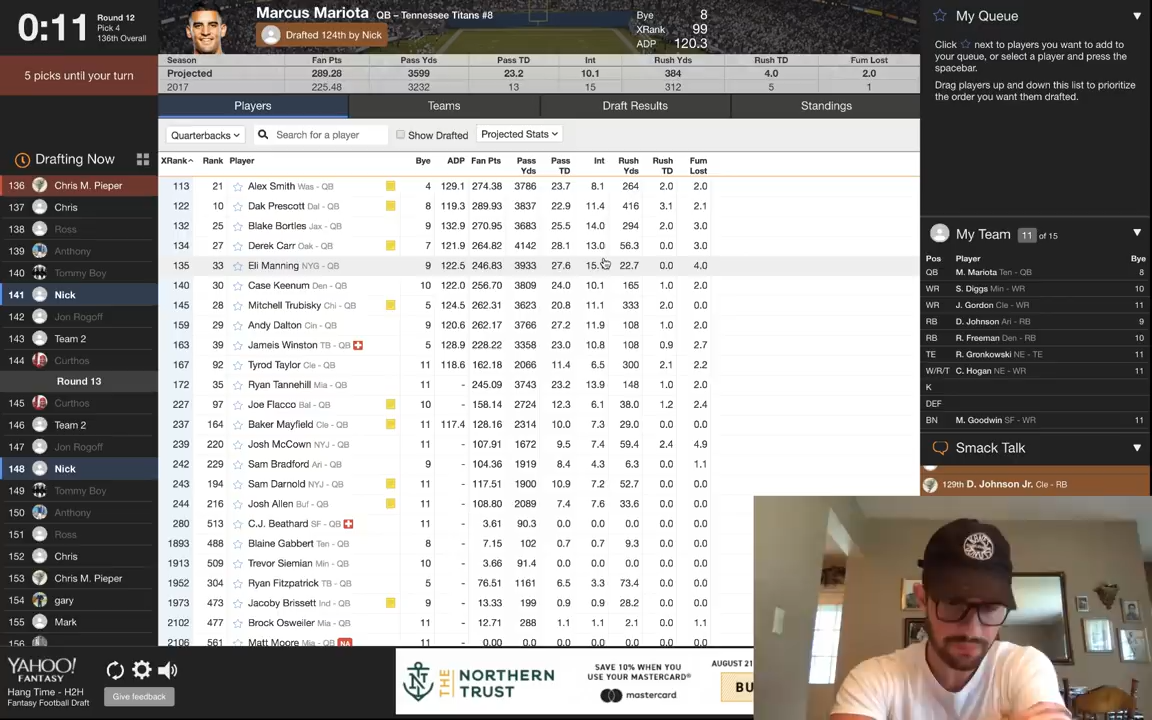 0:11
Round 12
Pick 4
136th Overall
5 picks until your turn
Marcus Mariota QB – Tennessee Titans #8
Drafted 124th by Nick
Bye 8
XRank 99
ADP 120.3
Season Fan Pts Pass Yds Pass TD Int Rush Yds Rush TD Fum Lost
Projected 289.28 3599 23.2 10.1 384 4.0 2.0
2017 225.48 3232 13 15 312 5 1
Players Teams Draft Results Standings
Quarterbacks Search for a player Show Drafted Projected Stats
XRank Rank Player Bye ADP Fan Pts Pass Yds Pass TD Int Rush Yds Rush TD Fum Lost
113 21 Alex Smith Was - QB 4 129.1 274.38 3786 23.7 8.1 264 2.0 2.0
122 10 Dak Prescott Dal - QB 8 119.3 289.93 3837 22.9 11.4 416 3.1 2.1
132 25 Blake Bortles Jax - QB 9 132.9 270.95 3683 25.5 14.0 294 2.0 3.0
134 27 Derek Carr Oak - QB 7 121.9 264.82 4142 28.1 13.0 56.3 0.0 3.0
135 33 Eli Manning NYG - QB 9 122.5 246.83 3933 27.6 22.7 0.0 4.0
140 30 Case Keenum Den - QB 10 122.0 256.70 3809 24.0 10.1 165 1.0 2.0
145 28 Mitchell Trubisky Chi - QB 5 124.5 262.31 3623 20.8 11.1 333 2.0 0.0
159 29 Andy Dalton Cin - QB 9 120.6 262.17 3766 27.2 11.9 108 1.0 2.0
163 39 Jameis Winston TB - QB 5 128.9 228.22 3358 23.0 10.8 108 0.9 2.7
167 92 Tyrod Taylor Cle - QB 11 118.6 162.18 2066 11.4 6.5 300 2.1 2.2
172 35 Ryan Tannehill Mia - QB 11 - 245.09 3743 23.2 13.9 148 1.0 2.0
227 97 Joe Flacco Bal - QB 10 - 158.14 2724 12.3 6.1 38.0 1.2 2.4
237 164 Baker Mayfield Cle - QB 11 117.4 128.16 2314 10.0 7.3 29.0 0.0 0.0
239 220 Josh McCown NYJ - QB 11 - 107.91 1672 9.5 7.4 59.4 2.4 4.9
242 229 Sam Bradford Ari - QB 9 - 104.36 1919 8.4 4.3 6.3 0.0 1.1
243 194 Sam Darnold NYJ - QB 11 - 117.51 1900 10.9 7.2 52.7 0.0 0.0
244 216 Josh Allen Buf - QB 11 - 108.80 2089 7.4 7.6 33.6 0.0 0.0
280 513 C.J. Beathard SF - QB 11 - 3.61 90.3 0.0 0.0 0.0 0.0 0.0
1893 488 Blaine Gabbert Ten - QB 8 - 7.15 102 0.7 0.7 9.3 0.0 0.0
1913 509 Trevor Siemian Min - QB 10 - 3.66 91.4 0.0 0.0 0.0 0.0 0.0
1952 304 Ryan Fitzpatrick TB - QB 5 - 76.51 1161 6.5 3.3 73.4 0.0 0.0
1973 473 Jacoby Brissett Ind - QB 9 - 13.33 199 0.9 0.9 28.2 0.0 0.0
2102 477 Brock Osweiler Mia - QB 11 - 12.71 288 1.1 1.1 2.1 0.0 1.1
2106 561 Matt Moore Mia - QB NA 11 - 0.00 0.0 0.0 0.0 0.0 0.0 0.0
Drafting Now
136 Chris M. Pieper
137 Chris
138 Ross
139 Anthony
140 Tommy Boy
141 Nick
142 Jon Rogoff
143 Team 2
144 Curthos
Round 13
145 Curthos
146 Team 2
147 Jon Rogoff
148 Nick
149 Tommy Boy
150 Anthony
151 Ross
152 Chris
153 Chris M. Pieper
154 gary
155 Mark
156
My Queue
Click next to players you want to add to
your queue, or select a player and press the
spacebar.
Drag players up and down this list to prioritize
the order you want them drafted.
My Team 11 of 15
Pos Player Bye
QB M. Mariota Ten - QB 8
WR S. Diggs Min - WR 10
WR J. Gordon Cle - WR 11
RB D. Johnson Ari - RB 9
RB R. Freeman Den - RB 10
TE R. Gronkowski NE - TE 11
W/R/T C. Hogan NE - WR 11
K
DEF
BN M. Goodwin SF - WR 11
Smack Talk
129th D. Johnson Jr. Cle - RB
YAHOO!
FANTASY
Hang Time - H2H
Fantasy Football Draft
Give feedback
THE NORTHERN TRUST
SAVE 10% WHEN YOU
USE YOUR MASTERCARD®
mastercard
AUGUST 21
BU